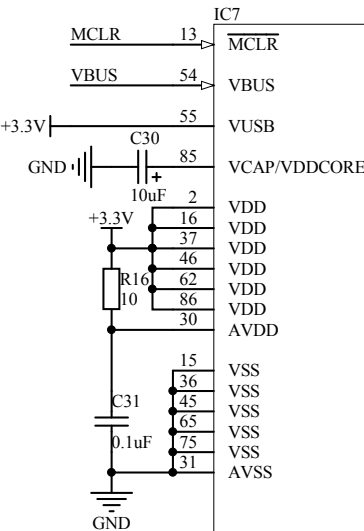 IC7
MCLR 13 MCLR
VBUS 54 VBUS
+3.3V 55 VUSB
C30
GND 85 VCAP/VDDCORE
10uF
+3.3V 2 VDD
16 VDD
37 VDD
46 VDD
R16 62 VDD
10 86 VDD
30 AVDD
15 VSS
36 VSS
C31 45 VSS
65 VSS
0.1uF 75 VSS
31 AVSS
GND